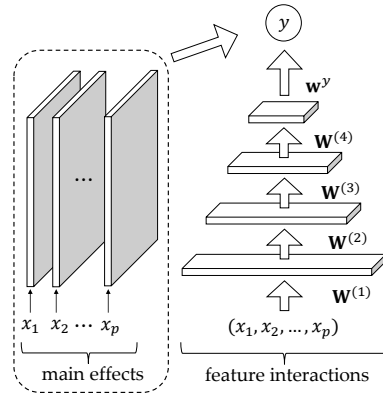 y
w^y
W^(4)
W^(3)
W^(2)
W^(1)
...
x_1 x_2 ... x_p
(x_1, x_2, ..., x_p)
main effects
feature interactions